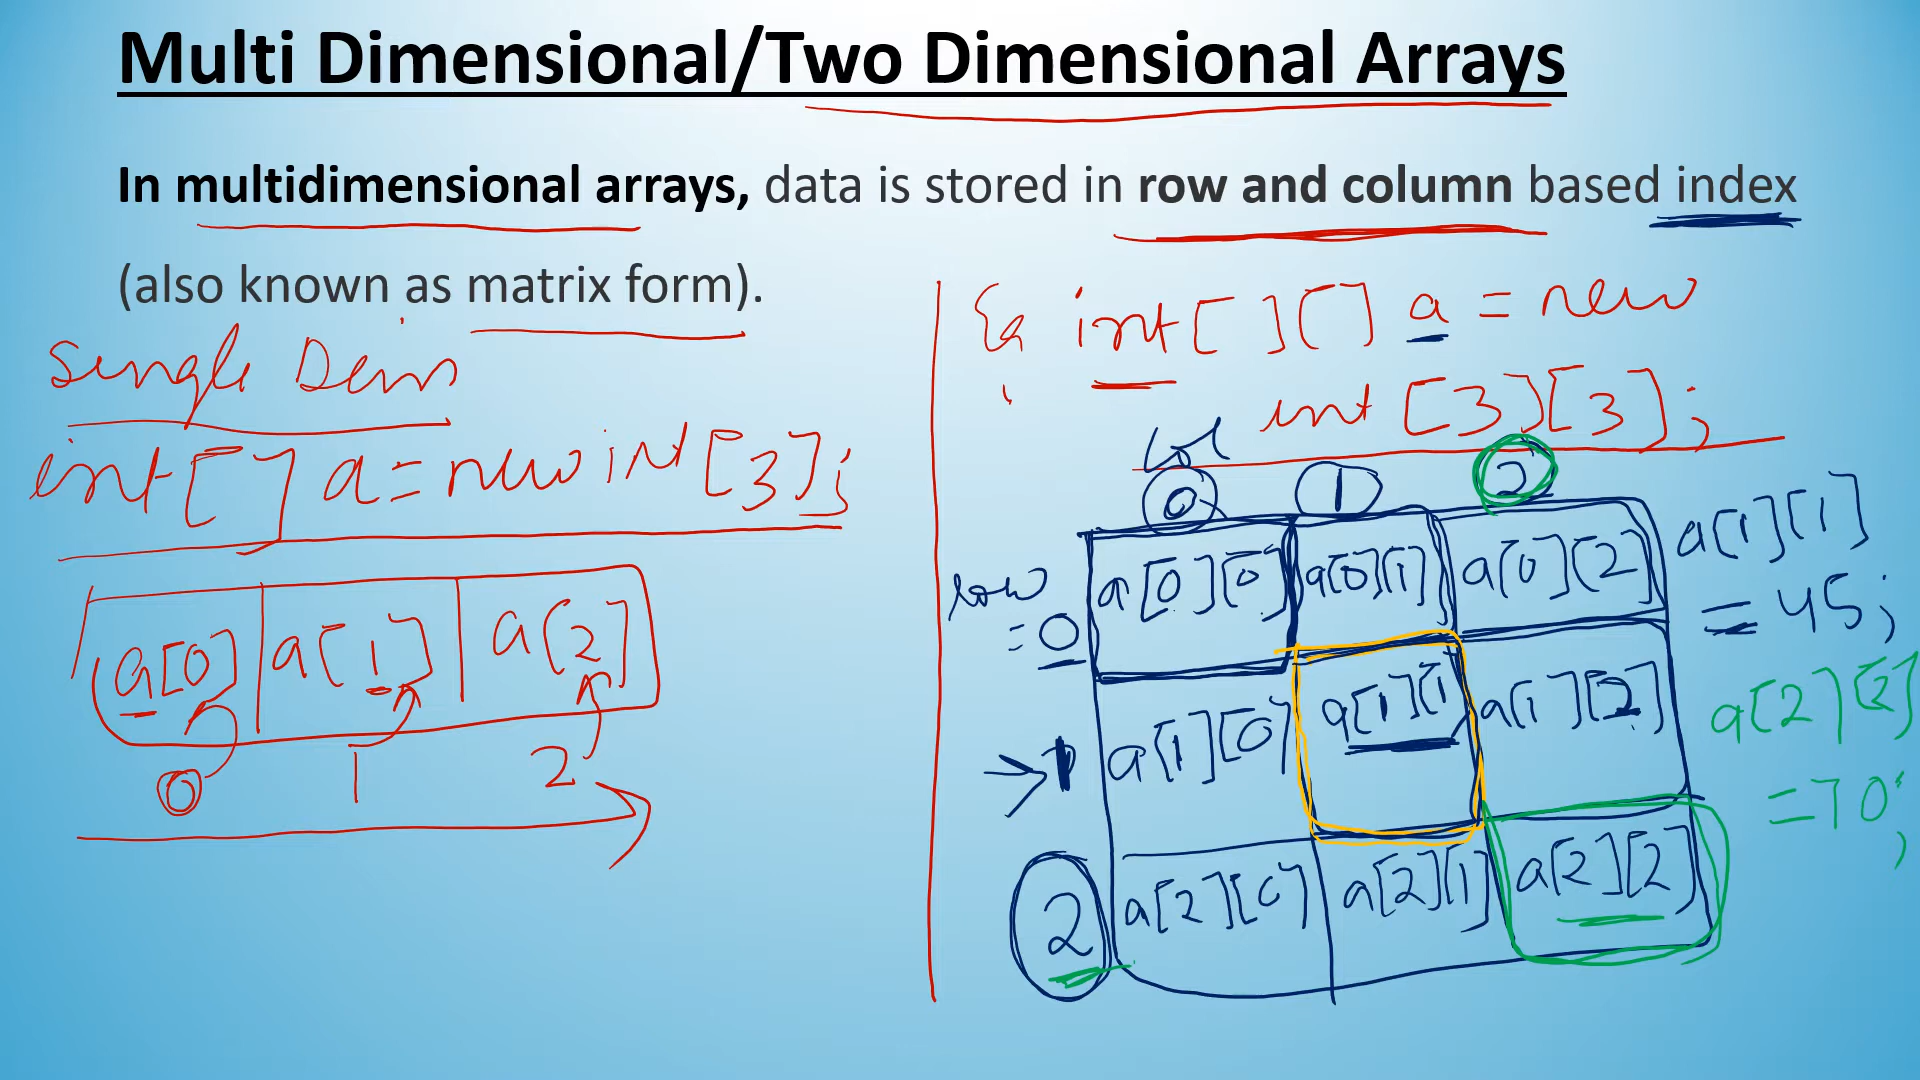 Multi Dimensional/Two Dimensional Arrays
In multidimensional arrays, data is stored in row and column based index
(also known as matrix form).
Single Dim
int[] a=new int[3];
a[0] a[1] a[2]
0 1 2
Eg int[][] a = new
int [3][3];
col
0 1 2
row
=0
a[0][0] a[0][1] a[0][2]
1
a[1][0] a[1][1] a[1][2]
2
a[2][0] a[2][1] a[2][2]
a[1][1]
=45;
a[2][2]
=70;